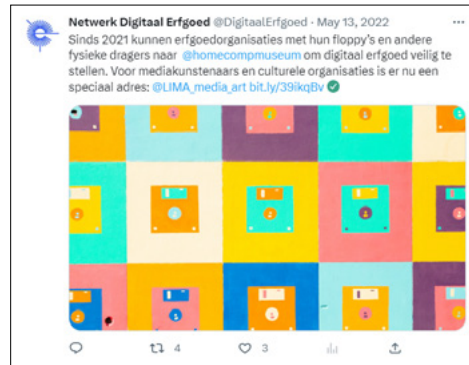 Netwerk Digitaal Erfgoed @DigitaalErfgoed · May 13, 2022
Sinds 2021 kunnen erfgoedorganisaties met hun floppy's en andere
fysieke dragers naar @homecompmuseum om digitaal erfgoed veilig te
stellen. Voor mediakunstenaars en culturele organisaties is er nu een
speciaal adres: @LIMA_media_art bit.ly/39ikqBv
4 3